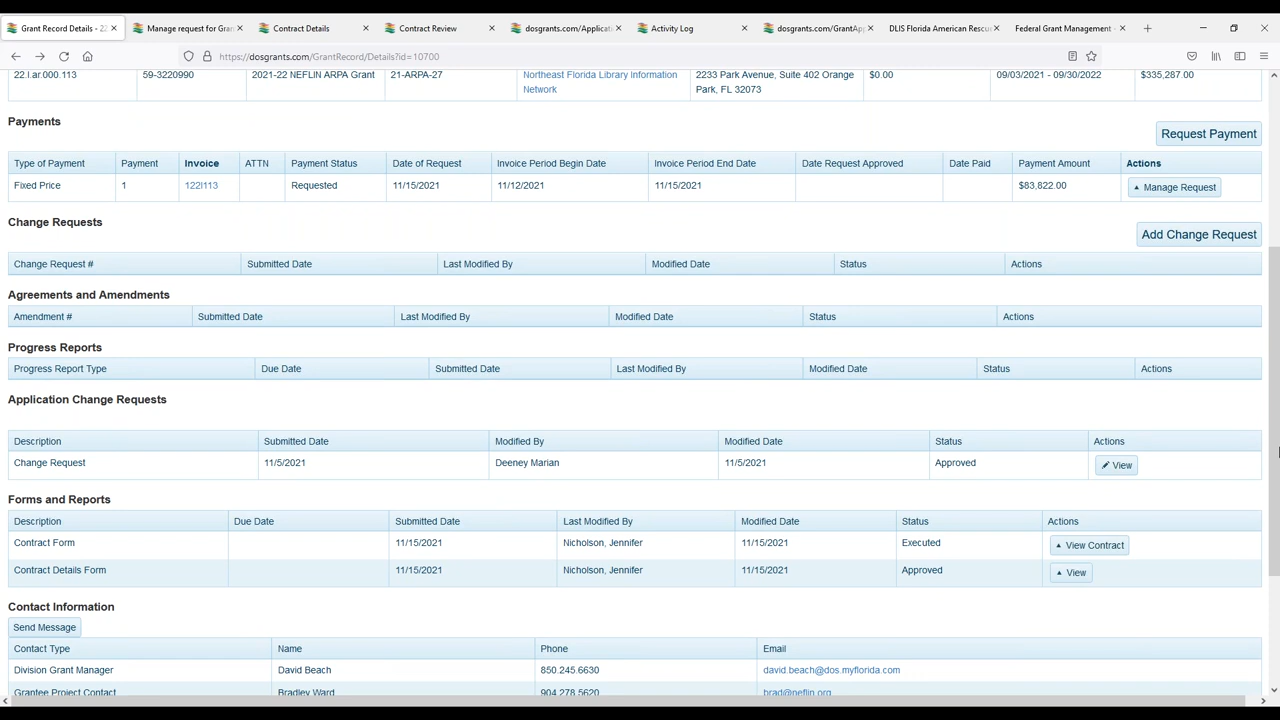 Grant Record Details - 22
Manage request for Gran
Contract Details
Contract Review
dosgrants.com/Applicati
Activity Log
dosgrants.com/GrantApp
DLIS Florida American Rescu
Federal Grant Management -
https://dosgrants.com/GrantRecord/Details?id=10700
22.l.ar.000.113 59-3220990 2021-22 NEFLIN ARPA Grant 21-ARPA-27 Northeast Florida Library Information 2233 Park Avenue, Suite 402 Orange $0.00 09/03/2021 - 09/30/2022 $335,287.00
Network Park, FL 32073
Payments
Request Payment
Type of Payment Payment Invoice ATTN Payment Status Date of Request Invoice Period Begin Date Invoice Period End Date Date Request Approved Date Paid Payment Amount Actions
Fixed Price 1 122I113 Requested 11/15/2021 11/12/2021 11/15/2021 $83,822.00 Manage Request
Change Requests
Add Change Request
Change Request # Submitted Date Last Modified By Modified Date Status Actions
Agreements and Amendments
Amendment # Submitted Date Last Modified By Modified Date Status Actions
Progress Reports
Progress Report Type Due Date Submitted Date Last Modified By Modified Date Status Actions
Application Change Requests
Description Submitted Date Modified By Modified Date Status Actions
Change Request 11/5/2021 Deeney Marian 11/5/2021 Approved View
Forms and Reports
Description Due Date Submitted Date Last Modified By Modified Date Status Actions
Contract Form 11/15/2021 Nicholson, Jennifer 11/15/2021 Executed View Contract
Contract Details Form 11/15/2021 Nicholson, Jennifer 11/15/2021 Approved View
Contact Information
Send Message
Contact Type Name Phone Email
Division Grant Manager David Beach 850.245.6630 david.beach@dos.myflorida.com
Grantee Project Contact Bradley Ward 904.278.5620 brad@neflin.org